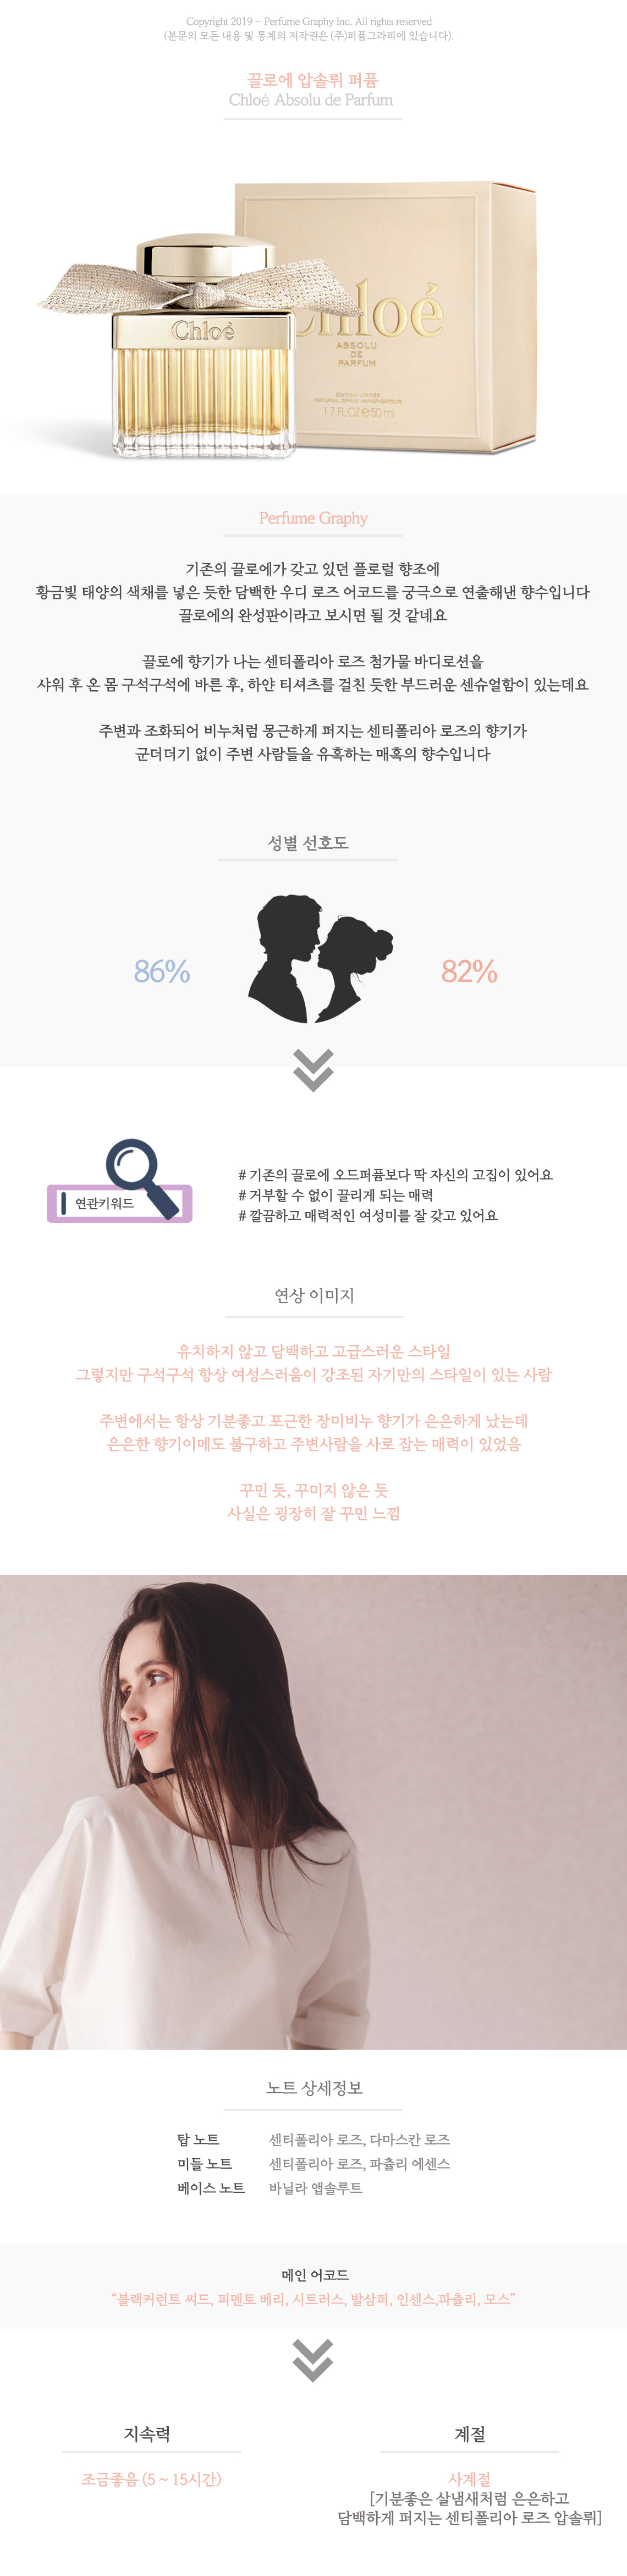 Copyright 2019 - Perfume Graphy Inc. All rights reserved
(본문의 모든 내용 및 통계의 저작권은 (주)퍼퓸그라피에 있습니다).
끌로에 압솔뤼 퍼퓸
Chloé Absolu de Parfum
Chloé
Chloé
ABSOLU
DE
PARFUM
ÉDITION LIMITÉE
NATURAL SPRAY VAPORISATEUR
1.7 FL.OZ e 50 ml
Perfume Graphy
기존의 끌로에가 갖고 있던 플로럴 향조에
황금빛 태양의 색채를 넣은 듯한 담백한 우디 로즈 어코드를 궁극으로 연출해낸 향수입니다
끌로에의 완성판이라고 보시면 될 것 같네요
끌로에 향기가 나는 센티폴리아 로즈 첨가물 바디로션을
샤워 후 온 몸 구석구석에 바른 후, 하얀 티셔츠를 걸친 듯한 부드러운 센슈얼함이 있는데요
주변과 조화되어 비누처럼 몽근하게 퍼지는 센티폴리아 로즈의 향기가
군더더기 없이 주변 사람들을 유혹하는 매혹의 향수입니다
성별 선호도
86%
82%
연관키워드
# 기존의 끌로에 오드퍼퓸보다 딱 자신의 고집이 있어요
# 거부할 수 없이 끌리게 되는 매력
# 깔끔하고 매력적인 여성미를 잘 갖고 있어요
연상 이미지
유치하지 않고 담백하고 고급스러운 스타일
그렇지만 구석구석 항상 여성스러움이 강조된 자기만의 스타일이 있는 사람
주변에서는 항상 기분좋고 포근한 장미비누 향기가 은은하게 났는데
은은한 향기이메도 불구하고 주변사람을 사로 잡는 매력이 있었음
꾸민 듯, 꾸미지 않은 듯
사실은 굉장히 잘 꾸민 느낌
노트 상세정보
탑 노트 센티폴리아 로즈, 다마스칸 로즈
미들 노트 센티폴리아 로즈, 파츌리 에센스
베이스 노트 바닐라 앱솔루트
메인 어코드
“블랙커런트 씨드, 피멘토 베리, 시트러스, 발삼퍼, 인센스,파츌리, 모스”
지속력
조금좋음 (5 ~ 15시간)
계절
사계절
[기분좋은 살냄새처럼 은은하고
담백하게 퍼지는 센티폴리아 로즈 압솔뤼]